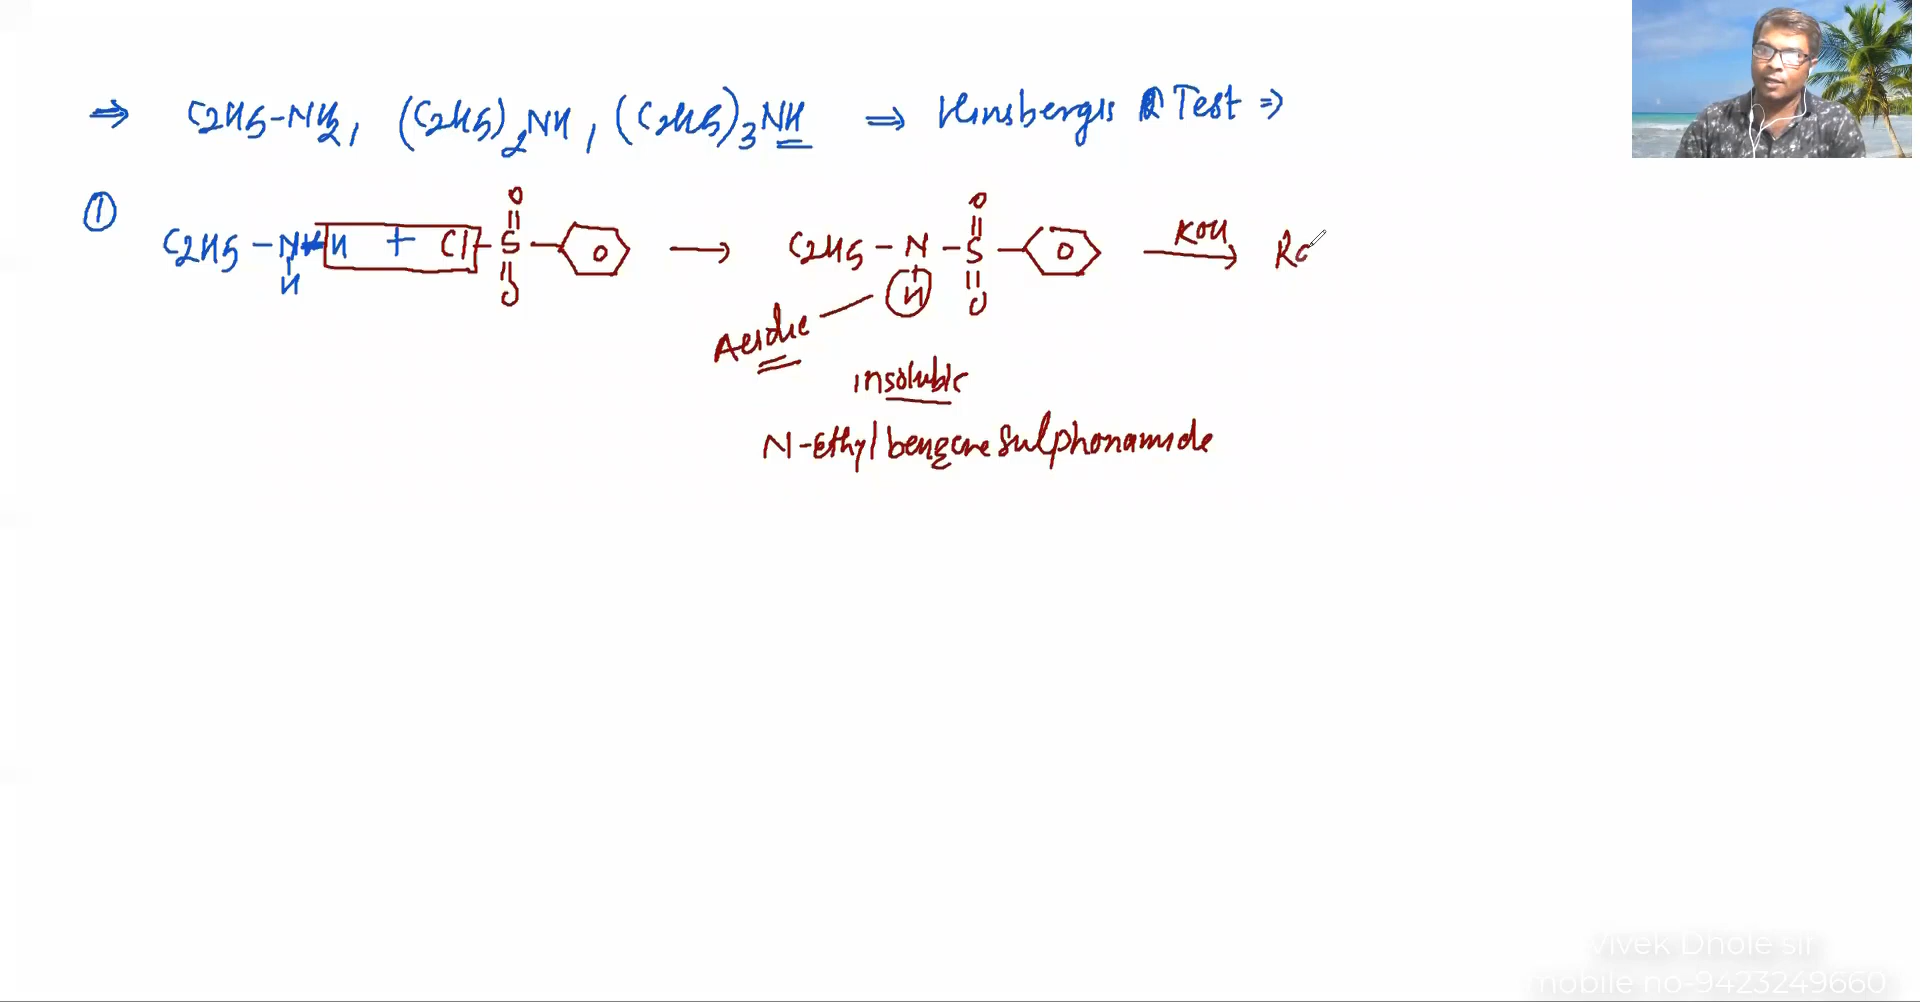 ⇒ C2H5-NH2, (C2H5)2NH, (C2H5)3NH ⇒ Hinsberg's Test ⇒
① C2H5 - N - H + Cl - S - ⟶ C2H5 - N - S - KOH ⟶ Re
O O
H O H O
Acidic
insoluble
N-Ethyl benzene Sulphonamide
Vivek Dhole sir
mobile no-9423249660